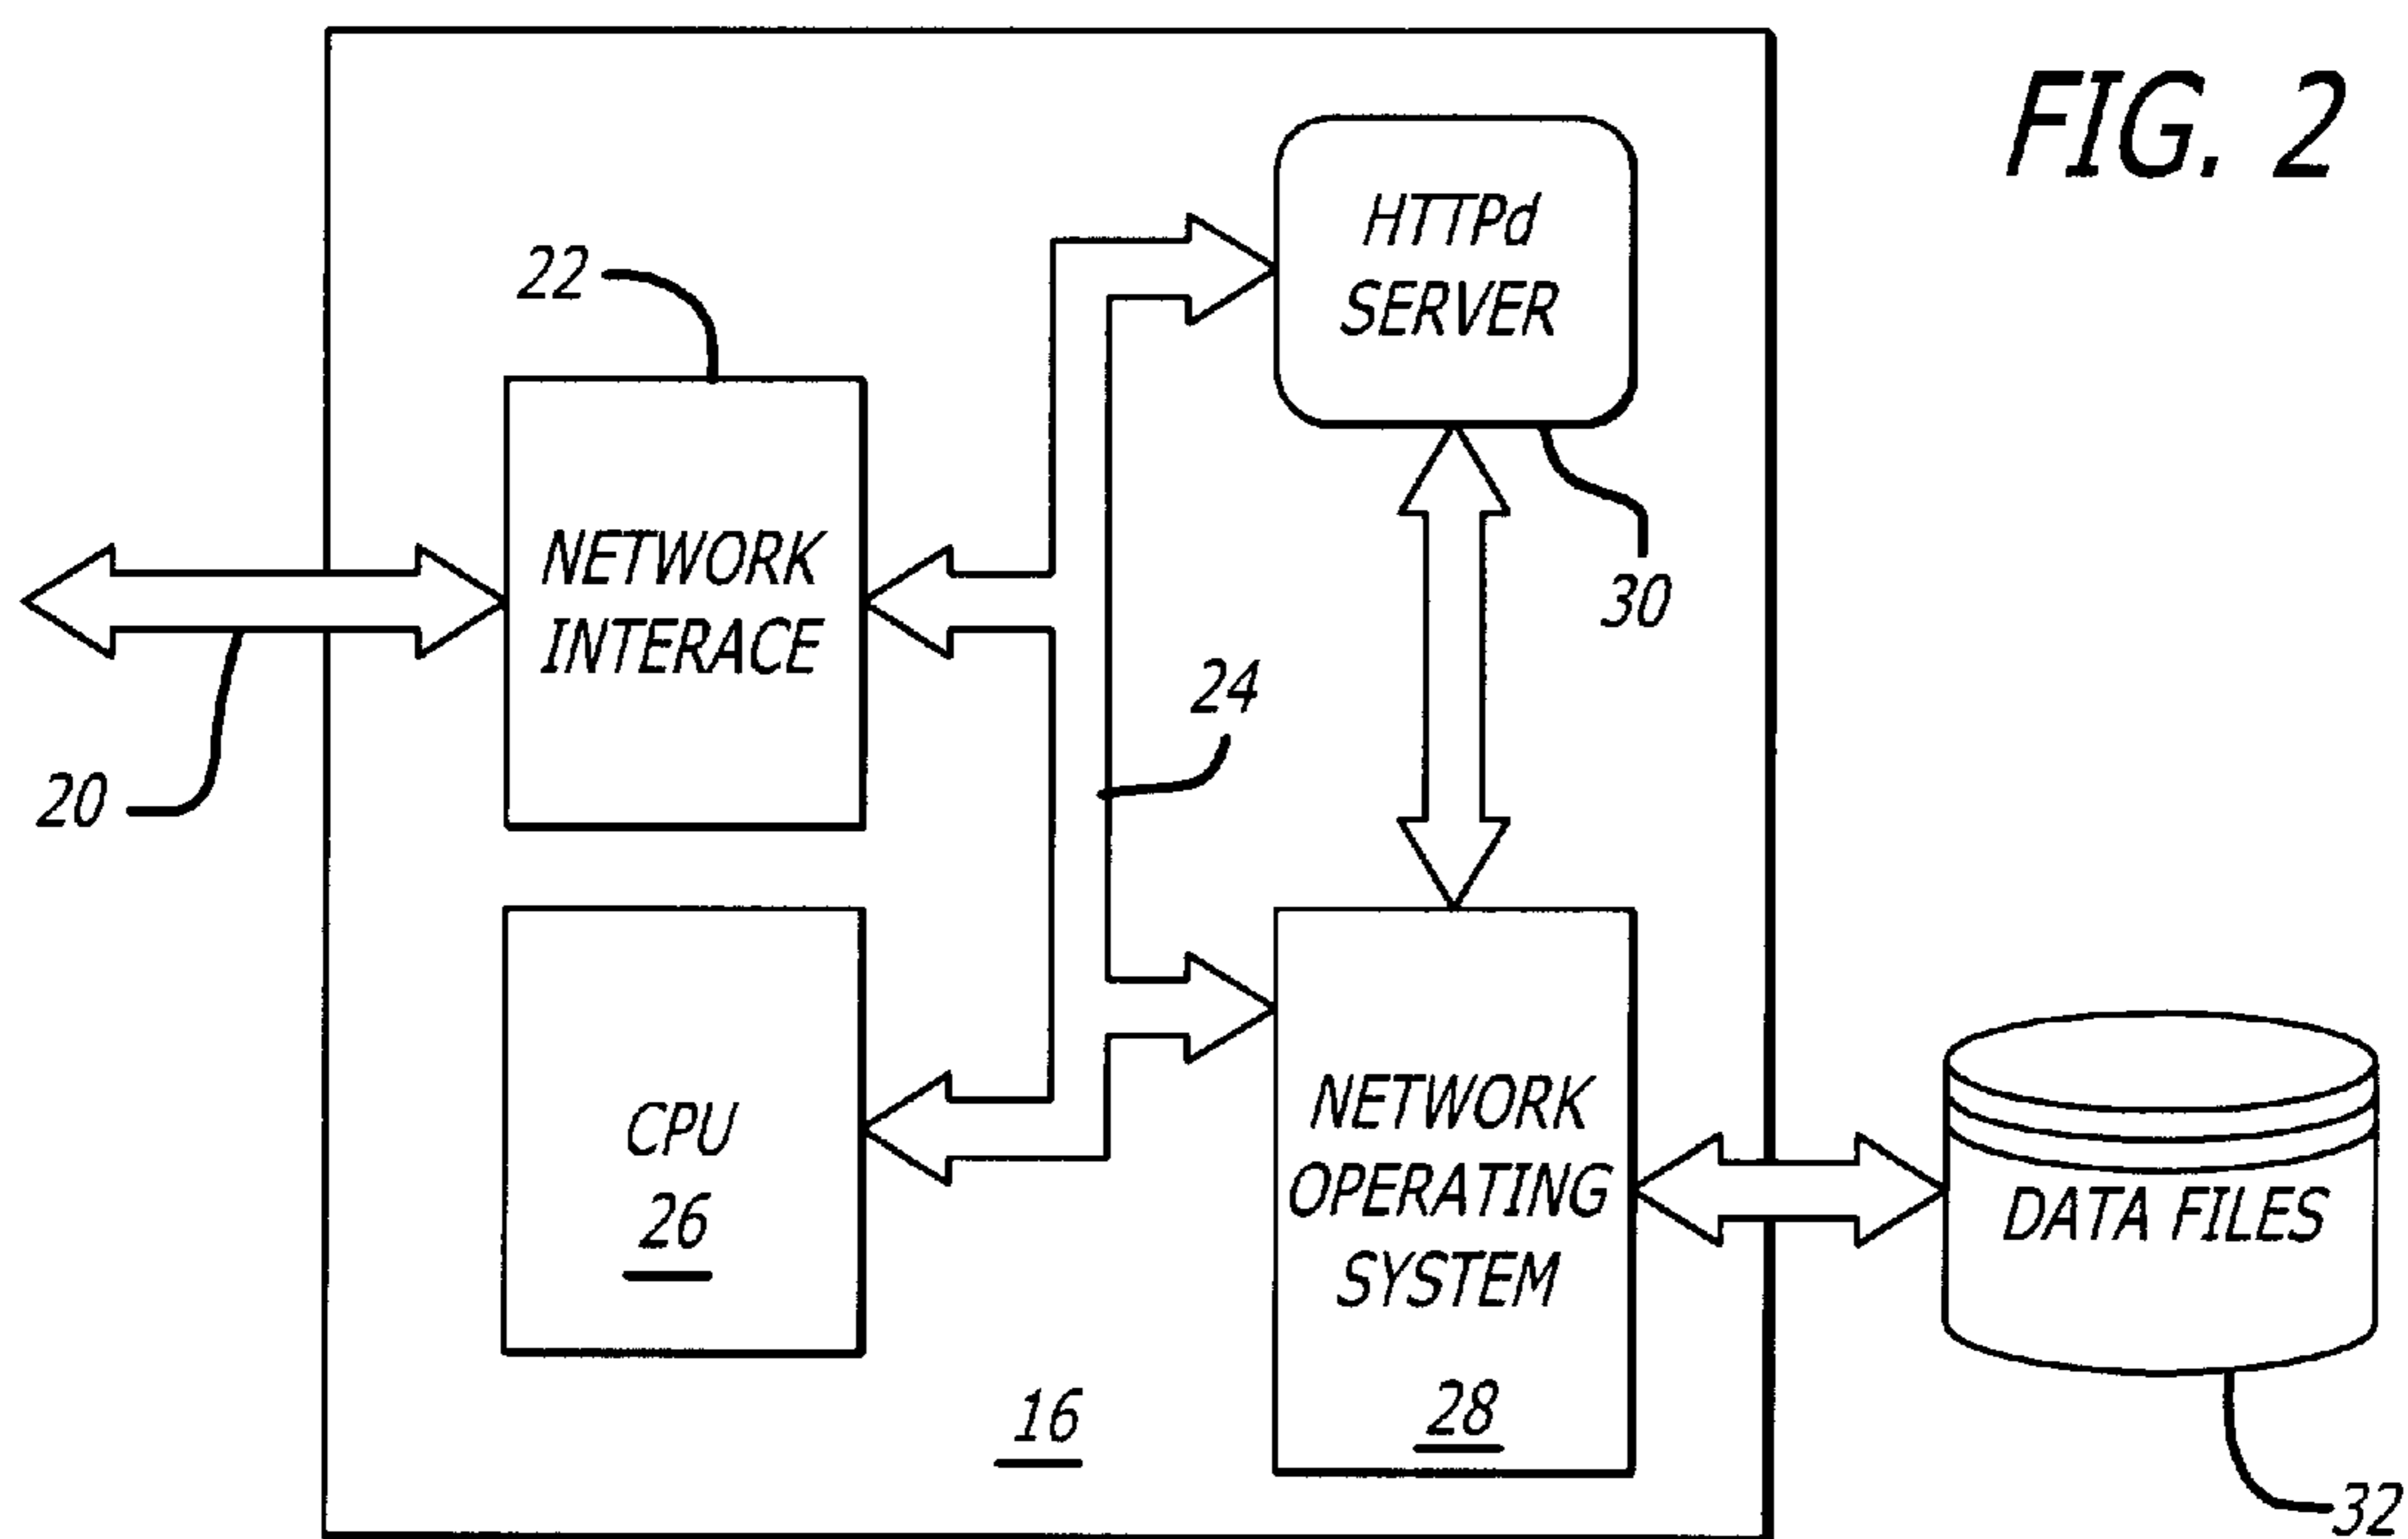 FIG. 2
HTTPd
SERVER
22
30
NETWORK
INTERACE
24
20
CPU
26
NETWORK
OPERATING
SYSTEM
28
DATA FILES
16
32